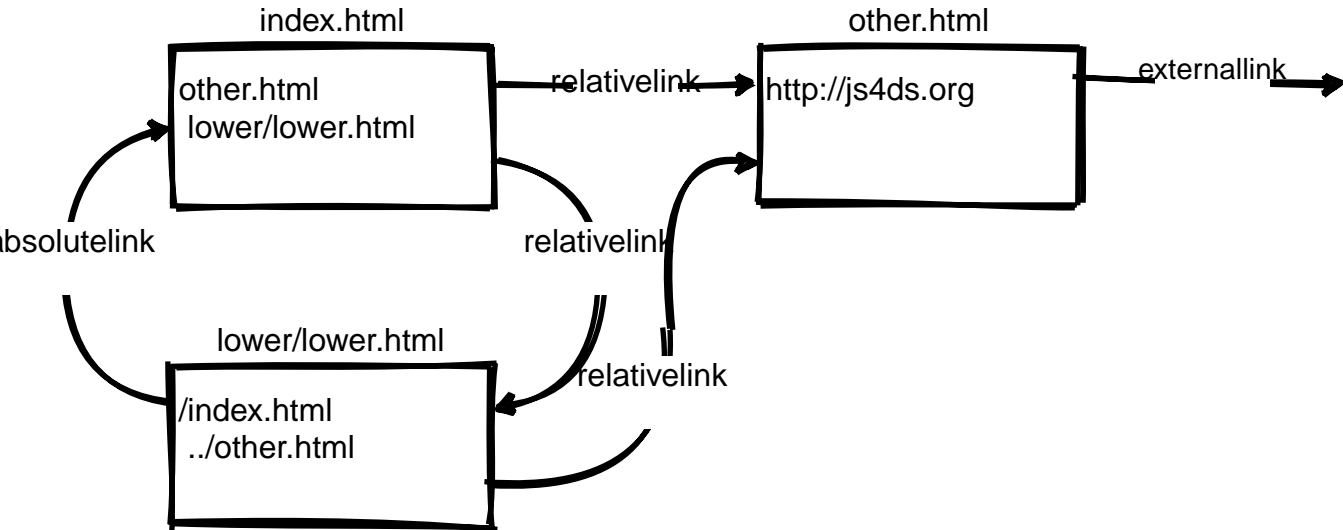 index.html
other.html
other.html
lower/lower.html
relativelink
http://js4ds.org
externallink
absolutelink
relativelink
lower/lower.html
/index.html
../other.html
relativelink